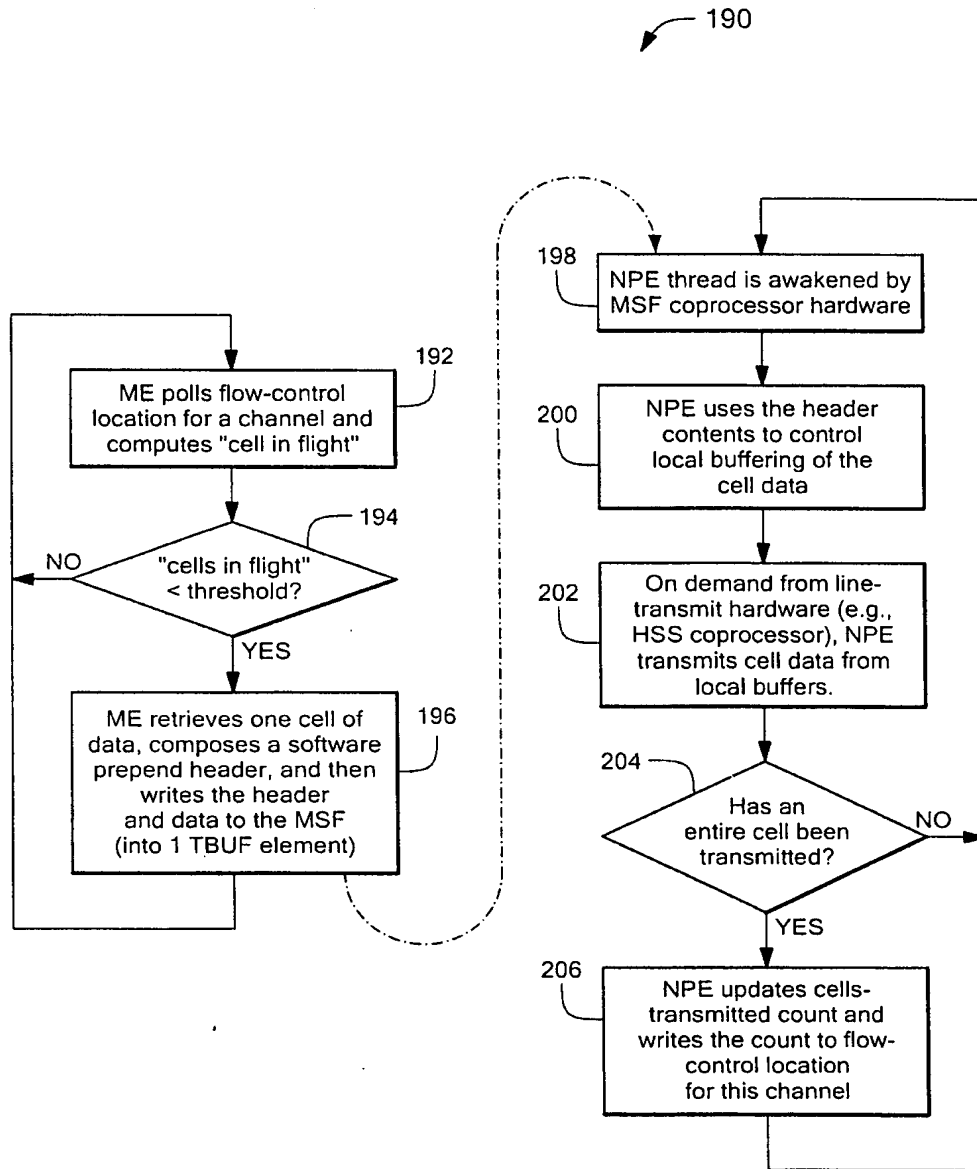 190
192
ME polls flow-control
location for a channel and
computes "cell in flight"
194
NO
"cells in flight"
< threshold?
YES
196
ME retrieves one cell of
data, composes a software
prepend header, and then
writes the header
and data to the MSF
(into 1 TBUF element)
198
NPE thread is awakened by
MSF coprocessor hardware
200
NPE uses the header
contents to control
local buffering of the
cell data
202
On demand from line-
transmit hardware (e.g.,
HSS coprocessor), NPE
transmits cell data from
local buffers.
204
Has an
entire cell been
transmitted?
NO
YES
206
NPE updates cells-
transmitted count and
writes the count to flow-
control location
for this channel